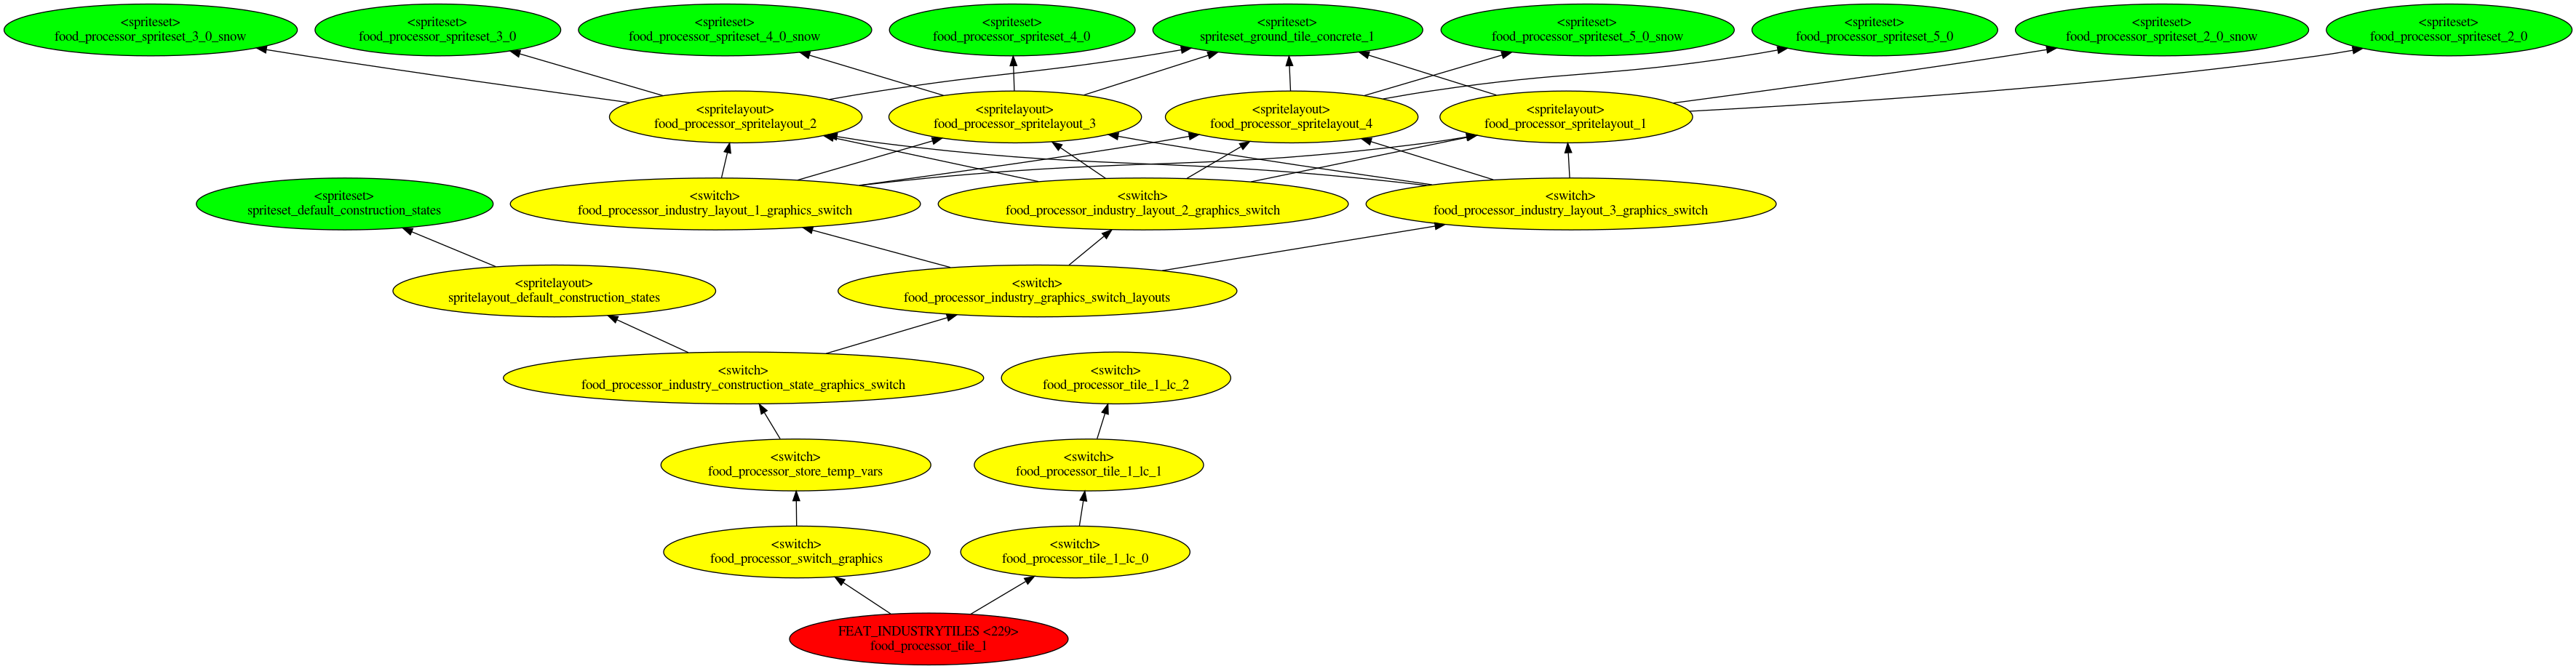 <spriteset>
food_processor_spriteset_3_0_snow
<spriteset>
food_processor_spriteset_3_0
<spriteset>
food_processor_spriteset_4_0_snow
<spriteset>
food_processor_spriteset_4_0
<spriteset>
spriteset_ground_tile_concrete_1
<spriteset>
food_processor_spriteset_5_0_snow
<spriteset>
food_processor_spriteset_5_0
<spriteset>
food_processor_spriteset_2_0_snow
<spriteset>
food_processor_spriteset_2_0
<spritelayout>
food_processor_spritelayout_2
<spritelayout>
food_processor_spritelayout_3
<spritelayout>
food_processor_spritelayout_4
<spritelayout>
food_processor_spritelayout_1
<spriteset>
spriteset_default_construction_states
<switch>
food_processor_industry_layout_1_graphics_switch
<switch>
food_processor_industry_layout_2_graphics_switch
<switch>
food_processor_industry_layout_3_graphics_switch
<spritelayout>
spritelayout_default_construction_states
<switch>
food_processor_industry_graphics_switch_layouts
<switch>
food_processor_industry_construction_state_graphics_switch
<switch>
food_processor_tile_1_lc_2
<switch>
food_processor_store_temp_vars
<switch>
food_processor_tile_1_lc_1
<switch>
food_processor_switch_graphics
<switch>
food_processor_tile_1_lc_0
FEAT_INDUSTRYTILES <229>
food_processor_tile_1